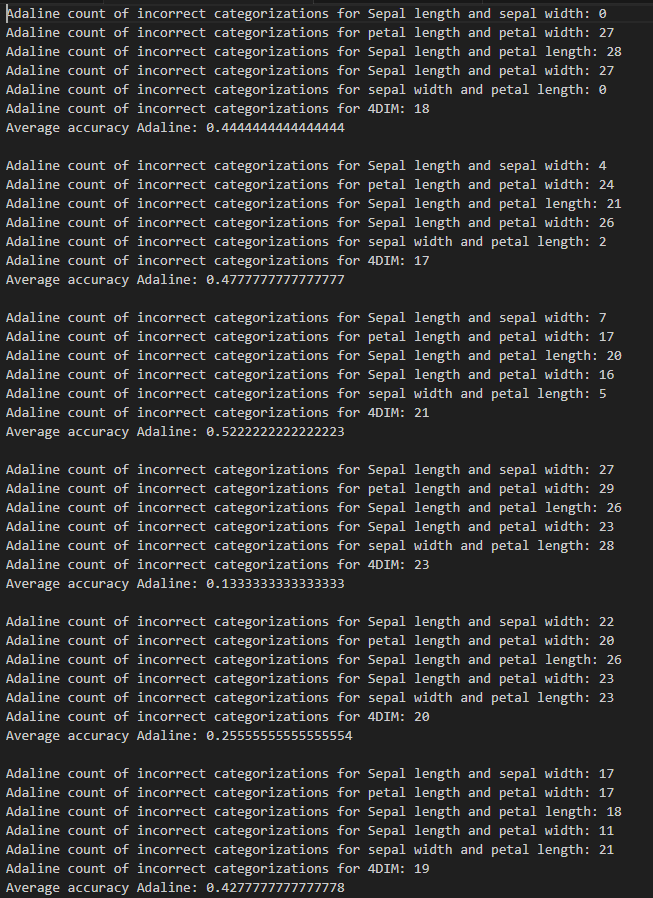 Adaline count of incorrect categorizations for Sepal length and sepal width: 0
Adaline count of incorrect categorizations for petal length and petal width: 27
Adaline count of incorrect categorizations for Sepal length and petal length: 28
Adaline count of incorrect categorizations for Sepal length and petal width: 27
Adaline count of incorrect categorizations for sepal width and petal length: 0
Adaline count of incorrect categorizations for 4DIM: 18
Average accuracy Adaline: 0.4444444444444444
Adaline count of incorrect categorizations for Sepal length and sepal width: 4
Adaline count of incorrect categorizations for petal length and petal width: 24
Adaline count of incorrect categorizations for Sepal length and petal length: 21
Adaline count of incorrect categorizations for Sepal length and petal width: 26
Adaline count of incorrect categorizations for sepal width and petal length: 2
Adaline count of incorrect categorizations for 4DIM: 17
Average accuracy Adaline: 0.4777777777777777
Adaline count of incorrect categorizations for Sepal length and sepal width: 7
Adaline count of incorrect categorizations for petal length and petal width: 17
Adaline count of incorrect categorizations for Sepal length and petal length: 20
Adaline count of incorrect categorizations for Sepal length and petal width: 16
Adaline count of incorrect categorizations for sepal width and petal length: 5
Adaline count of incorrect categorizations for 4DIM: 21
Average accuracy Adaline: 0.5222222222222223
Adaline count of incorrect categorizations for Sepal length and sepal width: 27
Adaline count of incorrect categorizations for petal length and petal width: 29
Adaline count of incorrect categorizations for Sepal length and petal length: 26
Adaline count of incorrect categorizations for Sepal length and petal width: 23
Adaline count of incorrect categorizations for sepal width and petal length: 28
Adaline count of incorrect categorizations for 4DIM: 23
Average accuracy Adaline: 0.1333333333333333
Adaline count of incorrect categorizations for Sepal length and sepal width: 22
Adaline count of incorrect categorizations for petal length and petal width: 20
Adaline count of incorrect categorizations for Sepal length and petal length: 26
Adaline count of incorrect categorizations for Sepal length and petal width: 23
Adaline count of incorrect categorizations for sepal width and petal length: 23
Adaline count of incorrect categorizations for 4DIM: 20
Average accuracy Adaline: 0.25555555555555554
Adaline count of incorrect categorizations for Sepal length and sepal width: 17
Adaline count of incorrect categorizations for petal length and petal width: 17
Adaline count of incorrect categorizations for Sepal length and petal length: 18
Adaline count of incorrect categorizations for Sepal length and petal width: 11
Adaline count of incorrect categorizations for sepal width and petal length: 21
Adaline count of incorrect categorizations for 4DIM: 19
Average accuracy Adaline: 0.4277777777777778